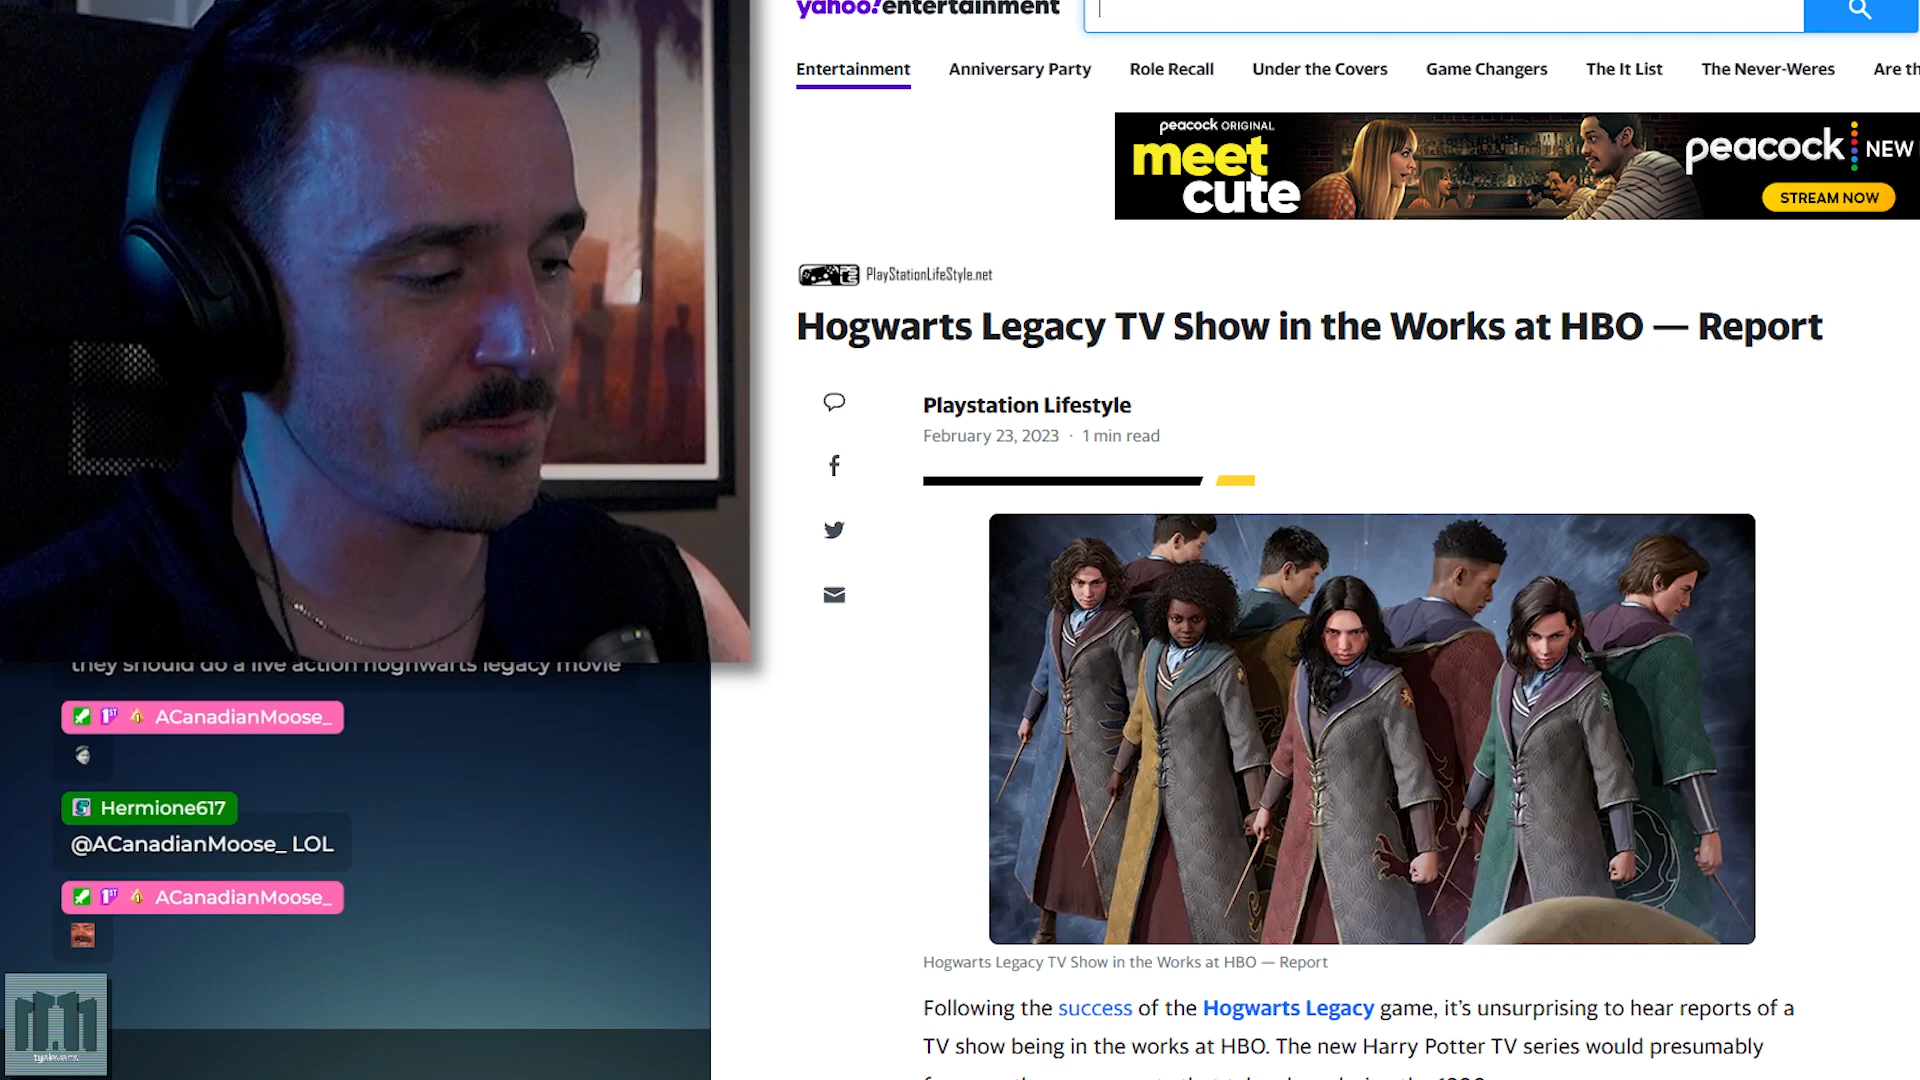 yahoo!entertainment
Entertainment
Anniversary Party
Role Recall
Under the Covers
Game Changers
The It List
The Never-Weres
Are th
peacock ORIGINAL
meet
cute
peacock
NEW
STREAM NOW
PlayStationLifeStyle.net
Hogwarts Legacy TV Show in the Works at HBO — Report
Playstation Lifestyle
February 23, 2023 · 1 min read
Hogwarts Legacy TV Show in the Works at HBO — Report
Following the success of the Hogwarts Legacy game, it's unsurprising to hear reports of a
TV show being in the works at HBO. The new Harry Potter TV series would presumably
they should do a live action hoghwarts legacy movie
1ST ACanadianMoose_
Hermione617
@ACanadianMoose_ LOL
1ST ACanadianMoose_